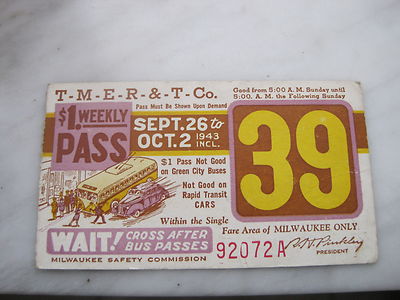 T-M-E-R-&-T-Co.
Good from 5:00 A.M. Sunday until
5:00. A. M. the Following Sunday
Pass Must Be Shown Upon Demand
$1. WEEKLY
PASS
SEPT. 26 to
OCT. 2 1943 INCL.
39
$1 Pass Not Good
on Green City Buses
Not Good on
Rapid Transit
CARS
Within the Single
Fare Area of MILWAUKEE ONLY
WAIT! CROSS AFTER
BUS PASSES
92072A
PRESIDENT
MILWAUKEE SAFETY COMMISSION